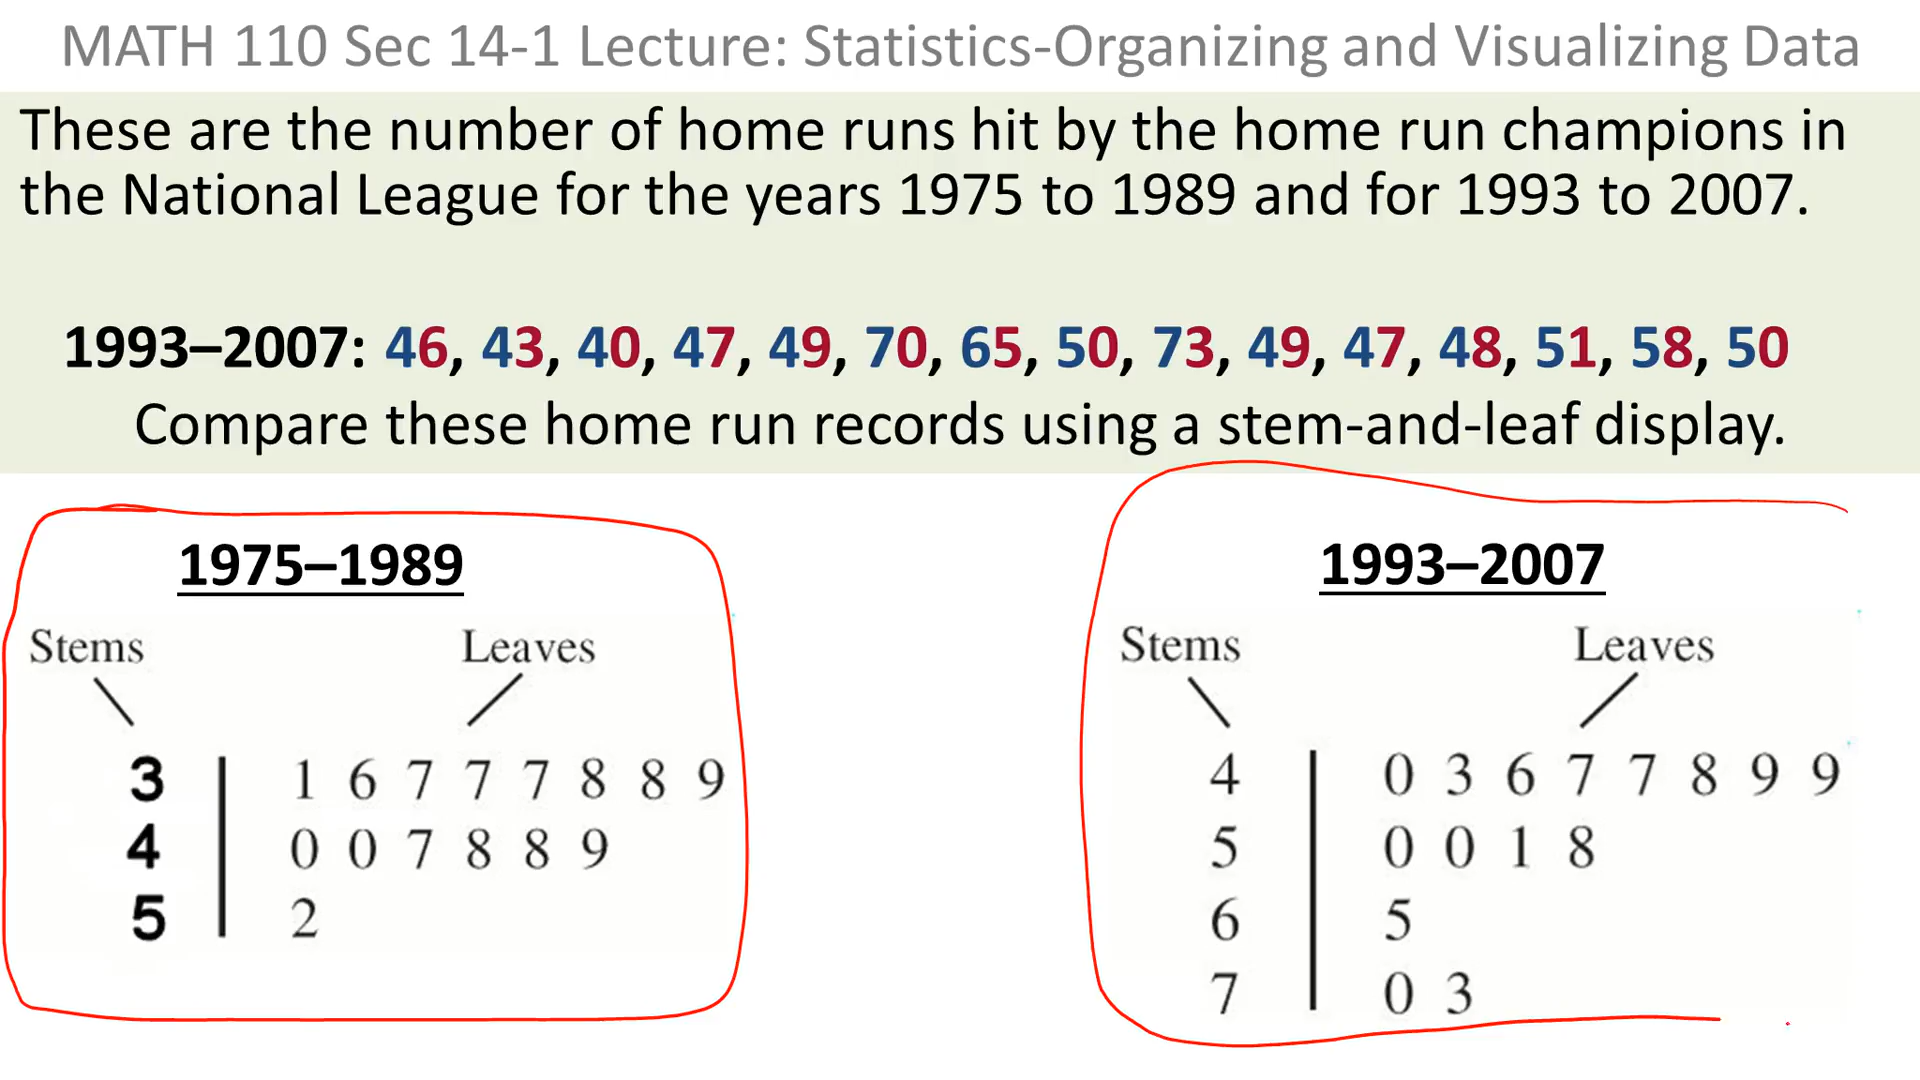 MATH 110 Sec 14-1 Lecture: Statistics-Organizing and Visualizing Data
These are the number of home runs hit by the home run champions in
the National League for the years 1975 to 1989 and for 1993 to 2007.
1993–2007: 46, 43, 40, 47, 49, 70, 65, 50, 73, 49, 47, 48, 51, 58, 50
Compare these home run records using a stem-and-leaf display.
1975–1989
Stems Leaves
3 1 6 7 7 7 8 8 9
4 0 0 7 8 8 9
5 2
1993–2007
Stems Leaves
4 0 3 6 7 7 8 9 9
5 0 0 1 8
6 5
7 0 3